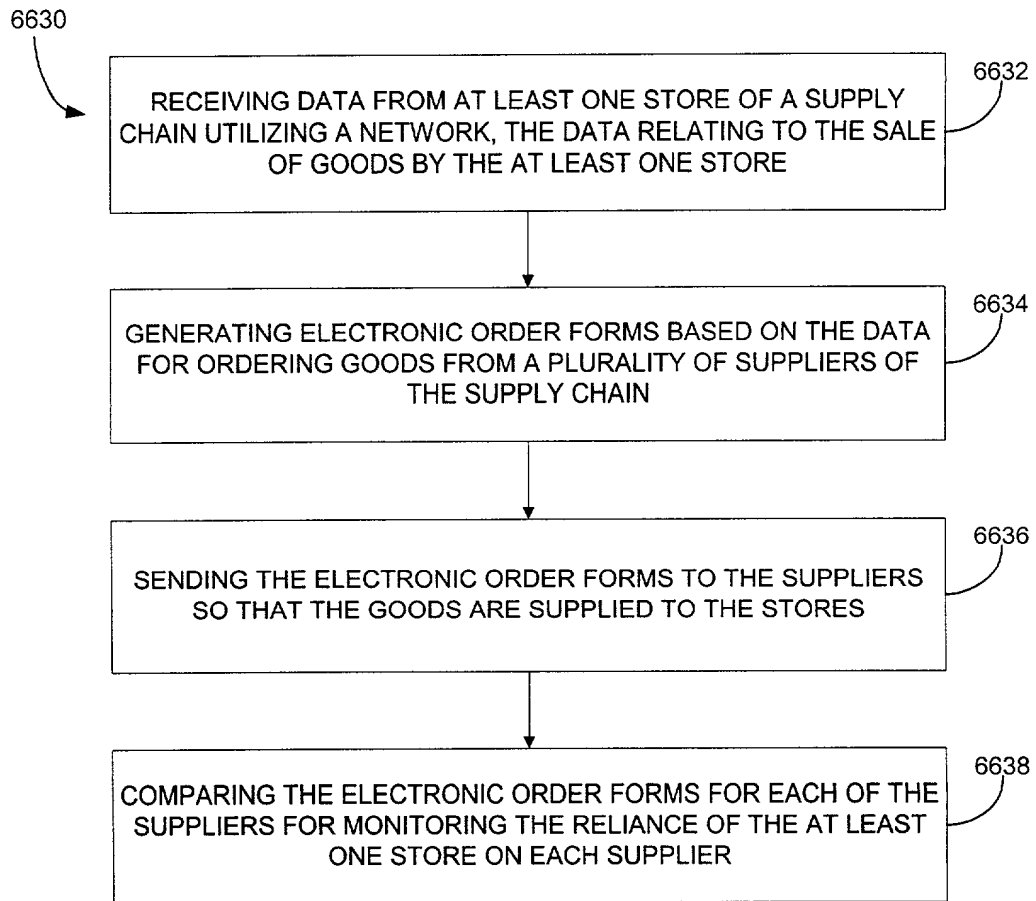 6630
6632
RECEIVING DATA FROM AT LEAST ONE STORE OF A SUPPLY
CHAIN UTILIZING A NETWORK, THE DATA RELATING TO THE SALE
OF GOODS BY THE AT LEAST ONE STORE
6634
GENERATING ELECTRONIC ORDER FORMS BASED ON THE DATA
FOR ORDERING GOODS FROM A PLURALITY OF SUPPLIERS OF
THE SUPPLY CHAIN
6636
SENDING THE ELECTRONIC ORDER FORMS TO THE SUPPLIERS
SO THAT THE GOODS ARE SUPPLIED TO THE STORES
6638
COMPARING THE ELECTRONIC ORDER FORMS FOR EACH OF THE
SUPPLIERS FOR MONITORING THE RELIANCE OF THE AT LEAST
ONE STORE ON EACH SUPPLIER